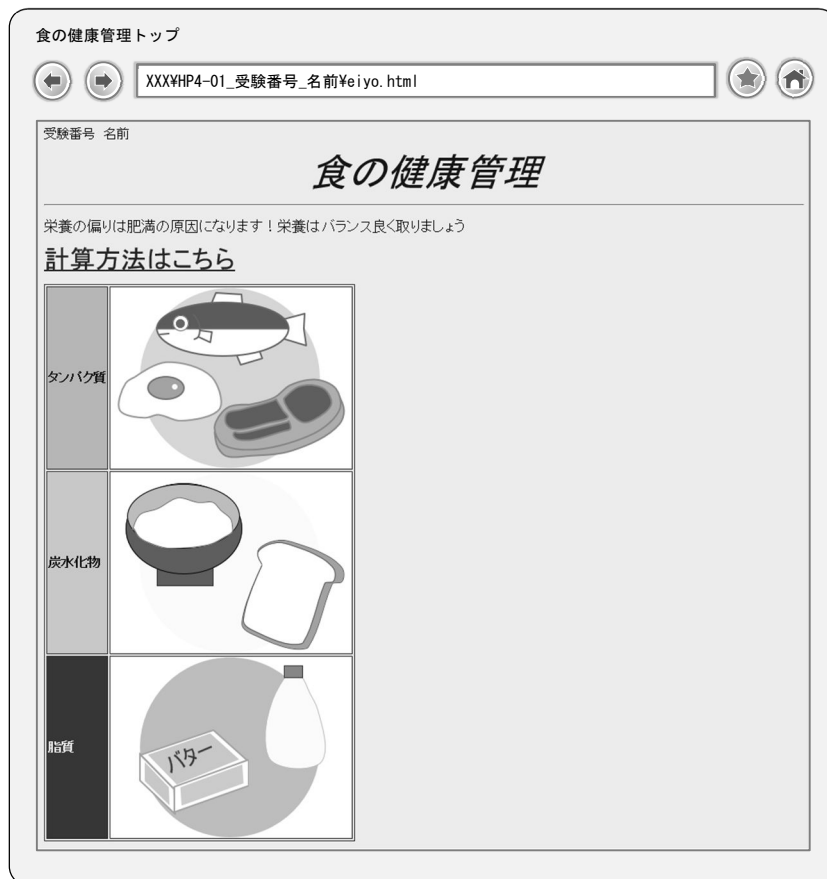 食の健康管理トップ
XXX¥HP4-01_受験番号_名前¥eiyo.html
受験番号 名前
食の健康管理
栄養の偏りは肥満の原因になります！栄養はバランス良く取りましょう
計算方法はこちら
タンパク質
炭水化物
脂質
バター